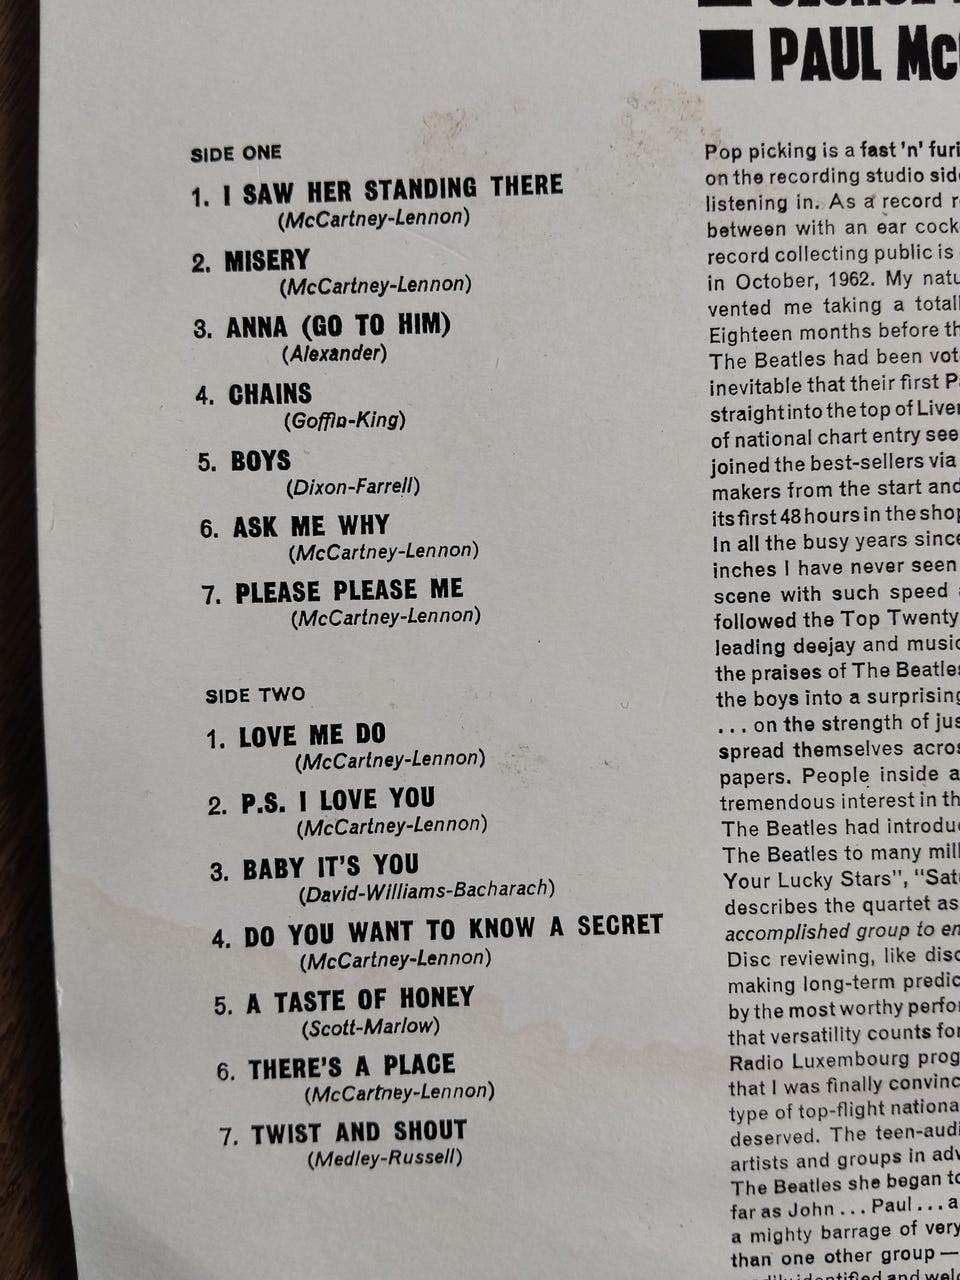 PAUL Mc
SIDE ONE
1. I SAW HER STANDING THERE
(McCartney-Lennon)
2. MISERY
(McCartney-Lennon)
3. ANNA (GO TO HIM)
(Alexander)
4. CHAINS
(Goffin-King)
5. BOYS
(Dixon-Farrell)
6. ASK ME WHY
(McCartney-Lennon)
7. PLEASE PLEASE ME
(McCartney-Lennon)
SIDE TWO
1. LOVE ME DO
(McCartney-Lennon)
2. P.S. I LOVE YOU
(McCartney-Lennon)
3. BABY IT'S YOU
(David-Williams-Bacharach)
4. DO YOU WANT TO KNOW A SECRET
(McCartney-Lennon)
5. A TASTE OF HONEY
(Scott-Marlow)
6. THERE'S A PLACE
(McCartney-Lennon)
7. TWIST AND SHOUT
(Medley-Russell)
Pop picking is a fast 'n' furi
on the recording studio sid
listening in. As a record r
between with an ear cock
record collecting public is
in October, 1962. My natu
vented me taking a total
Eighteen months before th
The Beatles had been vot
inevitable that their first P
straight into the top of Liver
of national chart entry see
joined the best-sellers via
makers from the start and
its first 48 hours in the shop
In all the busy years since
inches I have never seen
scene with such speed
followed the Top Twenty
leading deejay and music
the praises of The Beatles
the boys into a surprising
... on the strength of jus
spread themselves acros
papers. People inside a
tremendous interest in th
The Beatles had introdu
The Beatles to many mill
Your Lucky Stars", "Sat
describes the quartet as
accomplished group to en
Disc reviewing, like disc
making long-term predic
by the most worthy perfor
that versatility counts for
Radio Luxembourg prog
that I was finally convinc
type of top-flight nationa
deserved. The teen-audi
artists and groups in adv
The Beatles she began to
far as John ... Paul ... a
a mighty barrage of very
than one other group —
identified and wel